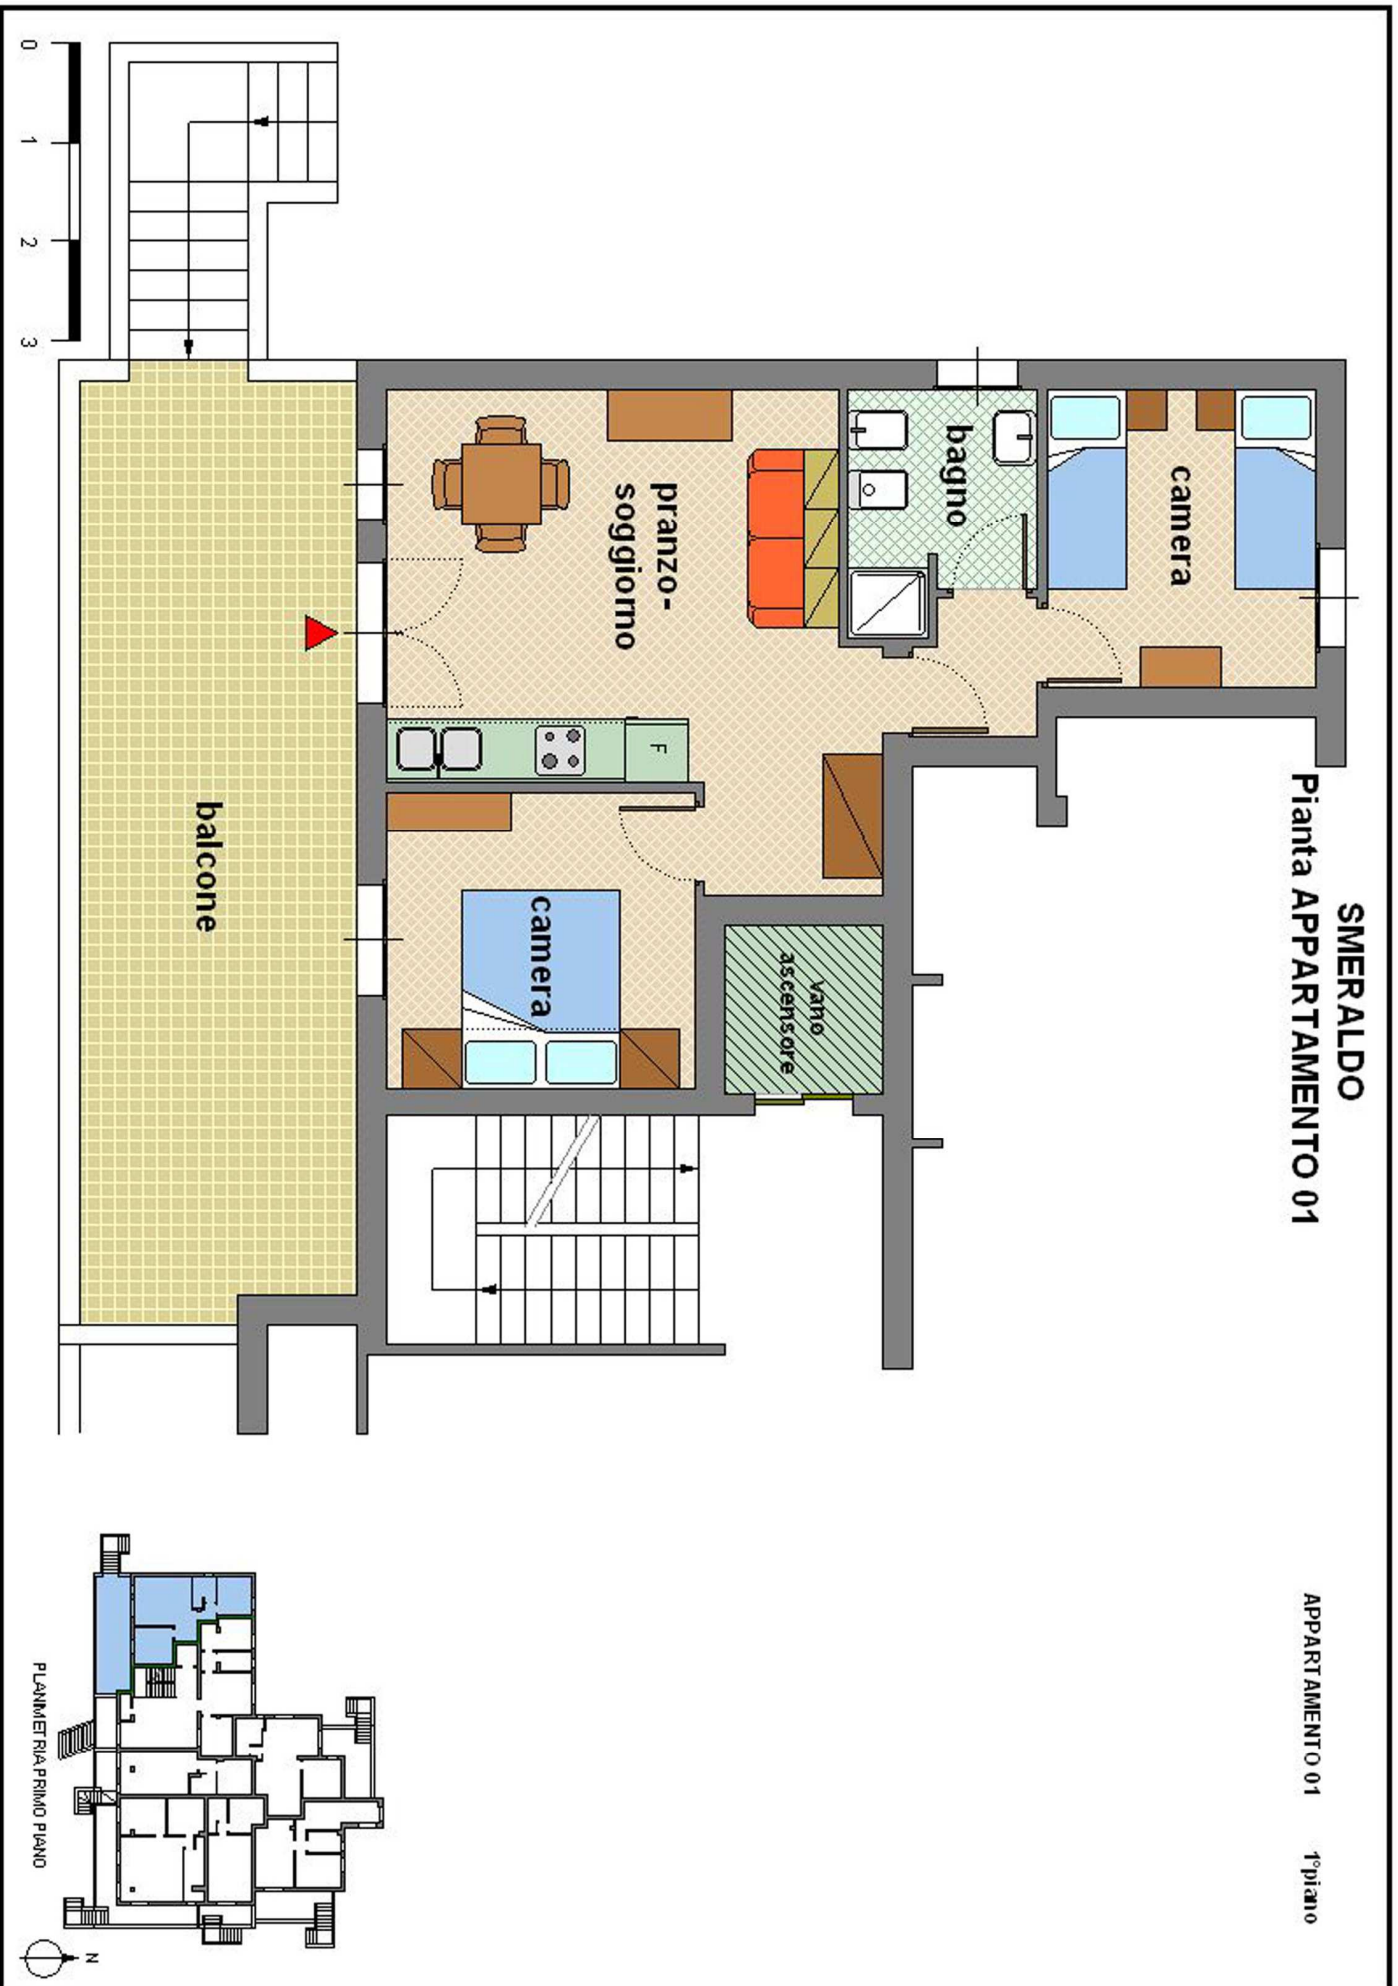 SMERALDO
Pianta APPARTAMENTO 01
APPARTAMENTO 01 1°piano
camera
bagno
pranzo-
soggiorno
F
vano
ascensore
camera
balcone
0 1 2 3
PLANIMETRIA PRIMO PIANO
N